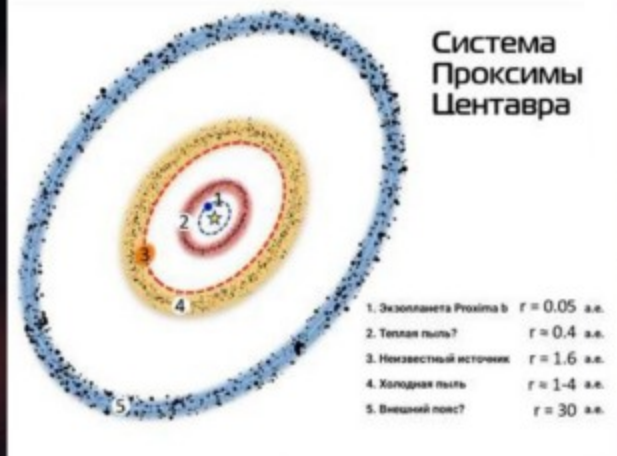 Система
Проксимы
Центавра
1
2
3
4
5
1. Экзопланета Proxima b r = 0.05 а.е.
2. Теплая пыль? r ≈ 0.4 а.е.
3. Неизвестный источник r = 1.6 а.е.
4. Холодная пыль r ≈ 1-4 а.е.
5. Внешний пояс? r = 30 а.е.